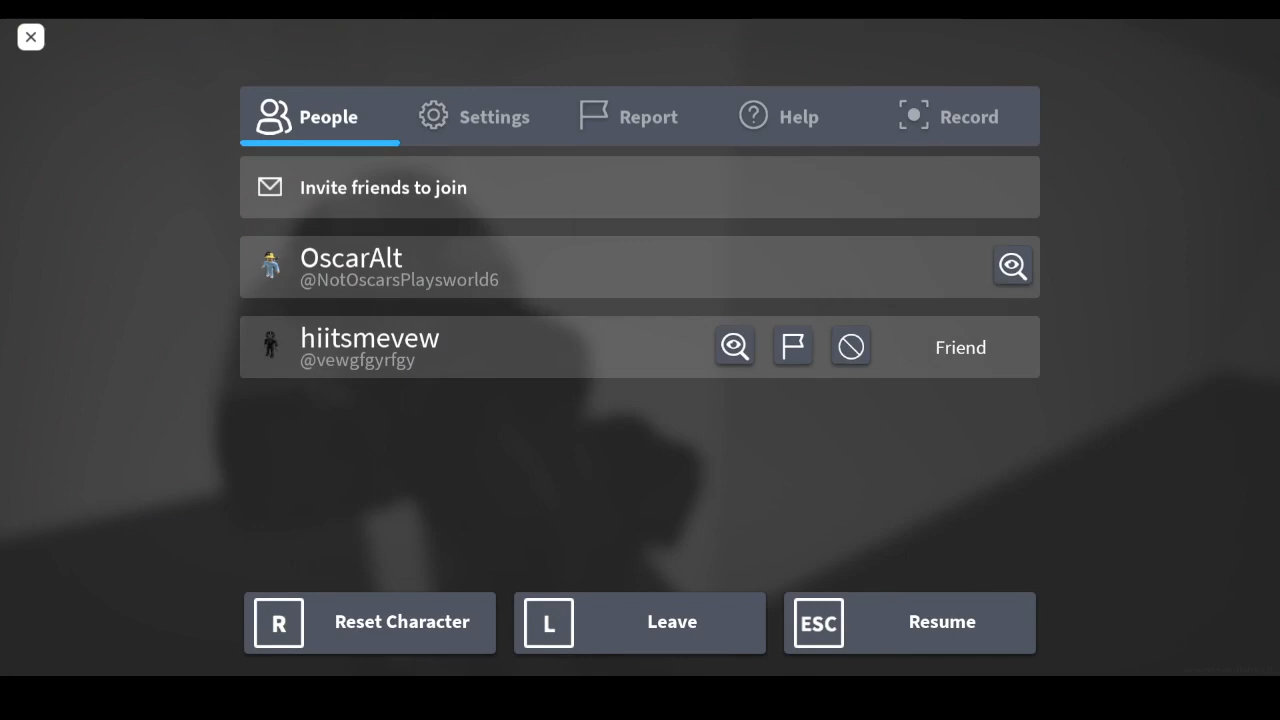 People
Settings
Report
Help
Record
Invite friends to join
OscarAlt
@NotOscarsPlaysworld6
hiitsmevew
@vewgfgyrfgy
Friend
R Reset Character
L Leave
ESC Resume